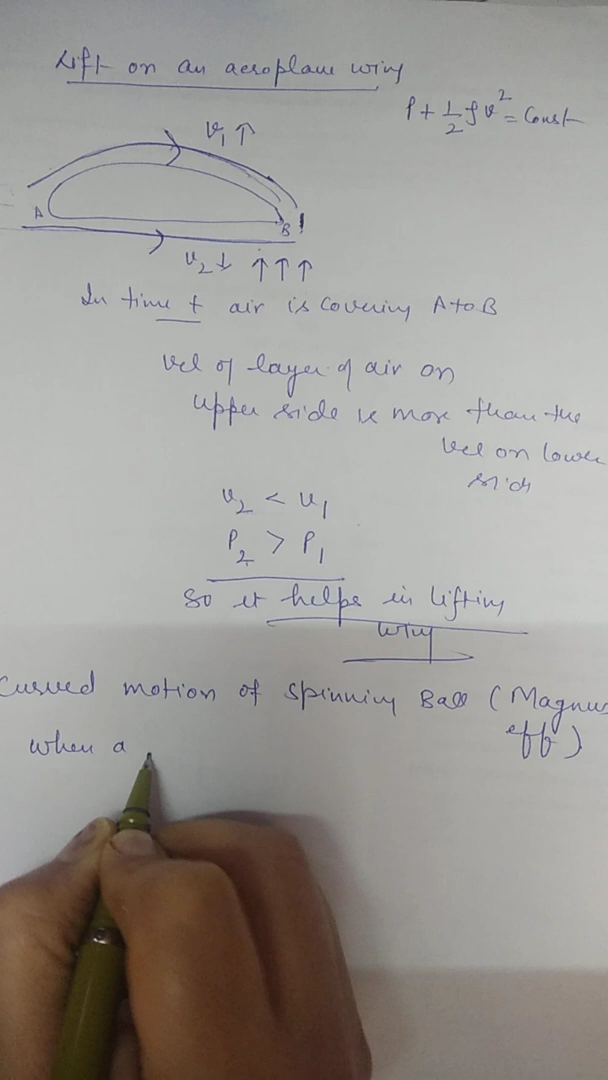 Lift on an aeroplane wing
P + 1/2 ρv² = Const
v₁ ↑
A
B
v₂ ↓ ↑ ↑ ↑
In time t air is covering A to B
Vel of layer of air on
upper side is more than the
vel on lower
side
v₂ < v₁
P₂ > P₁
So it helps in lifting
wing
Curved motion of Spinning Ball (Magnus
eff)
when a